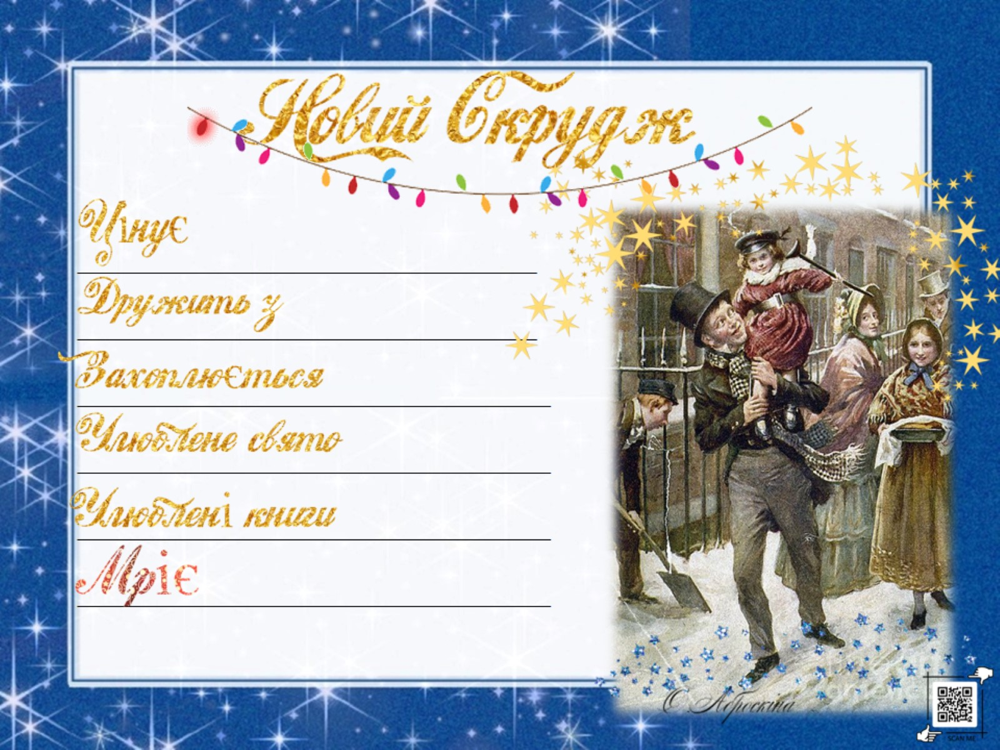 Новий Скрудж
Цінує
Дружить з
Захоплюється
Улюблене свято
Улюблені книги
Мріє
О. Аброскіна
SCAN ME